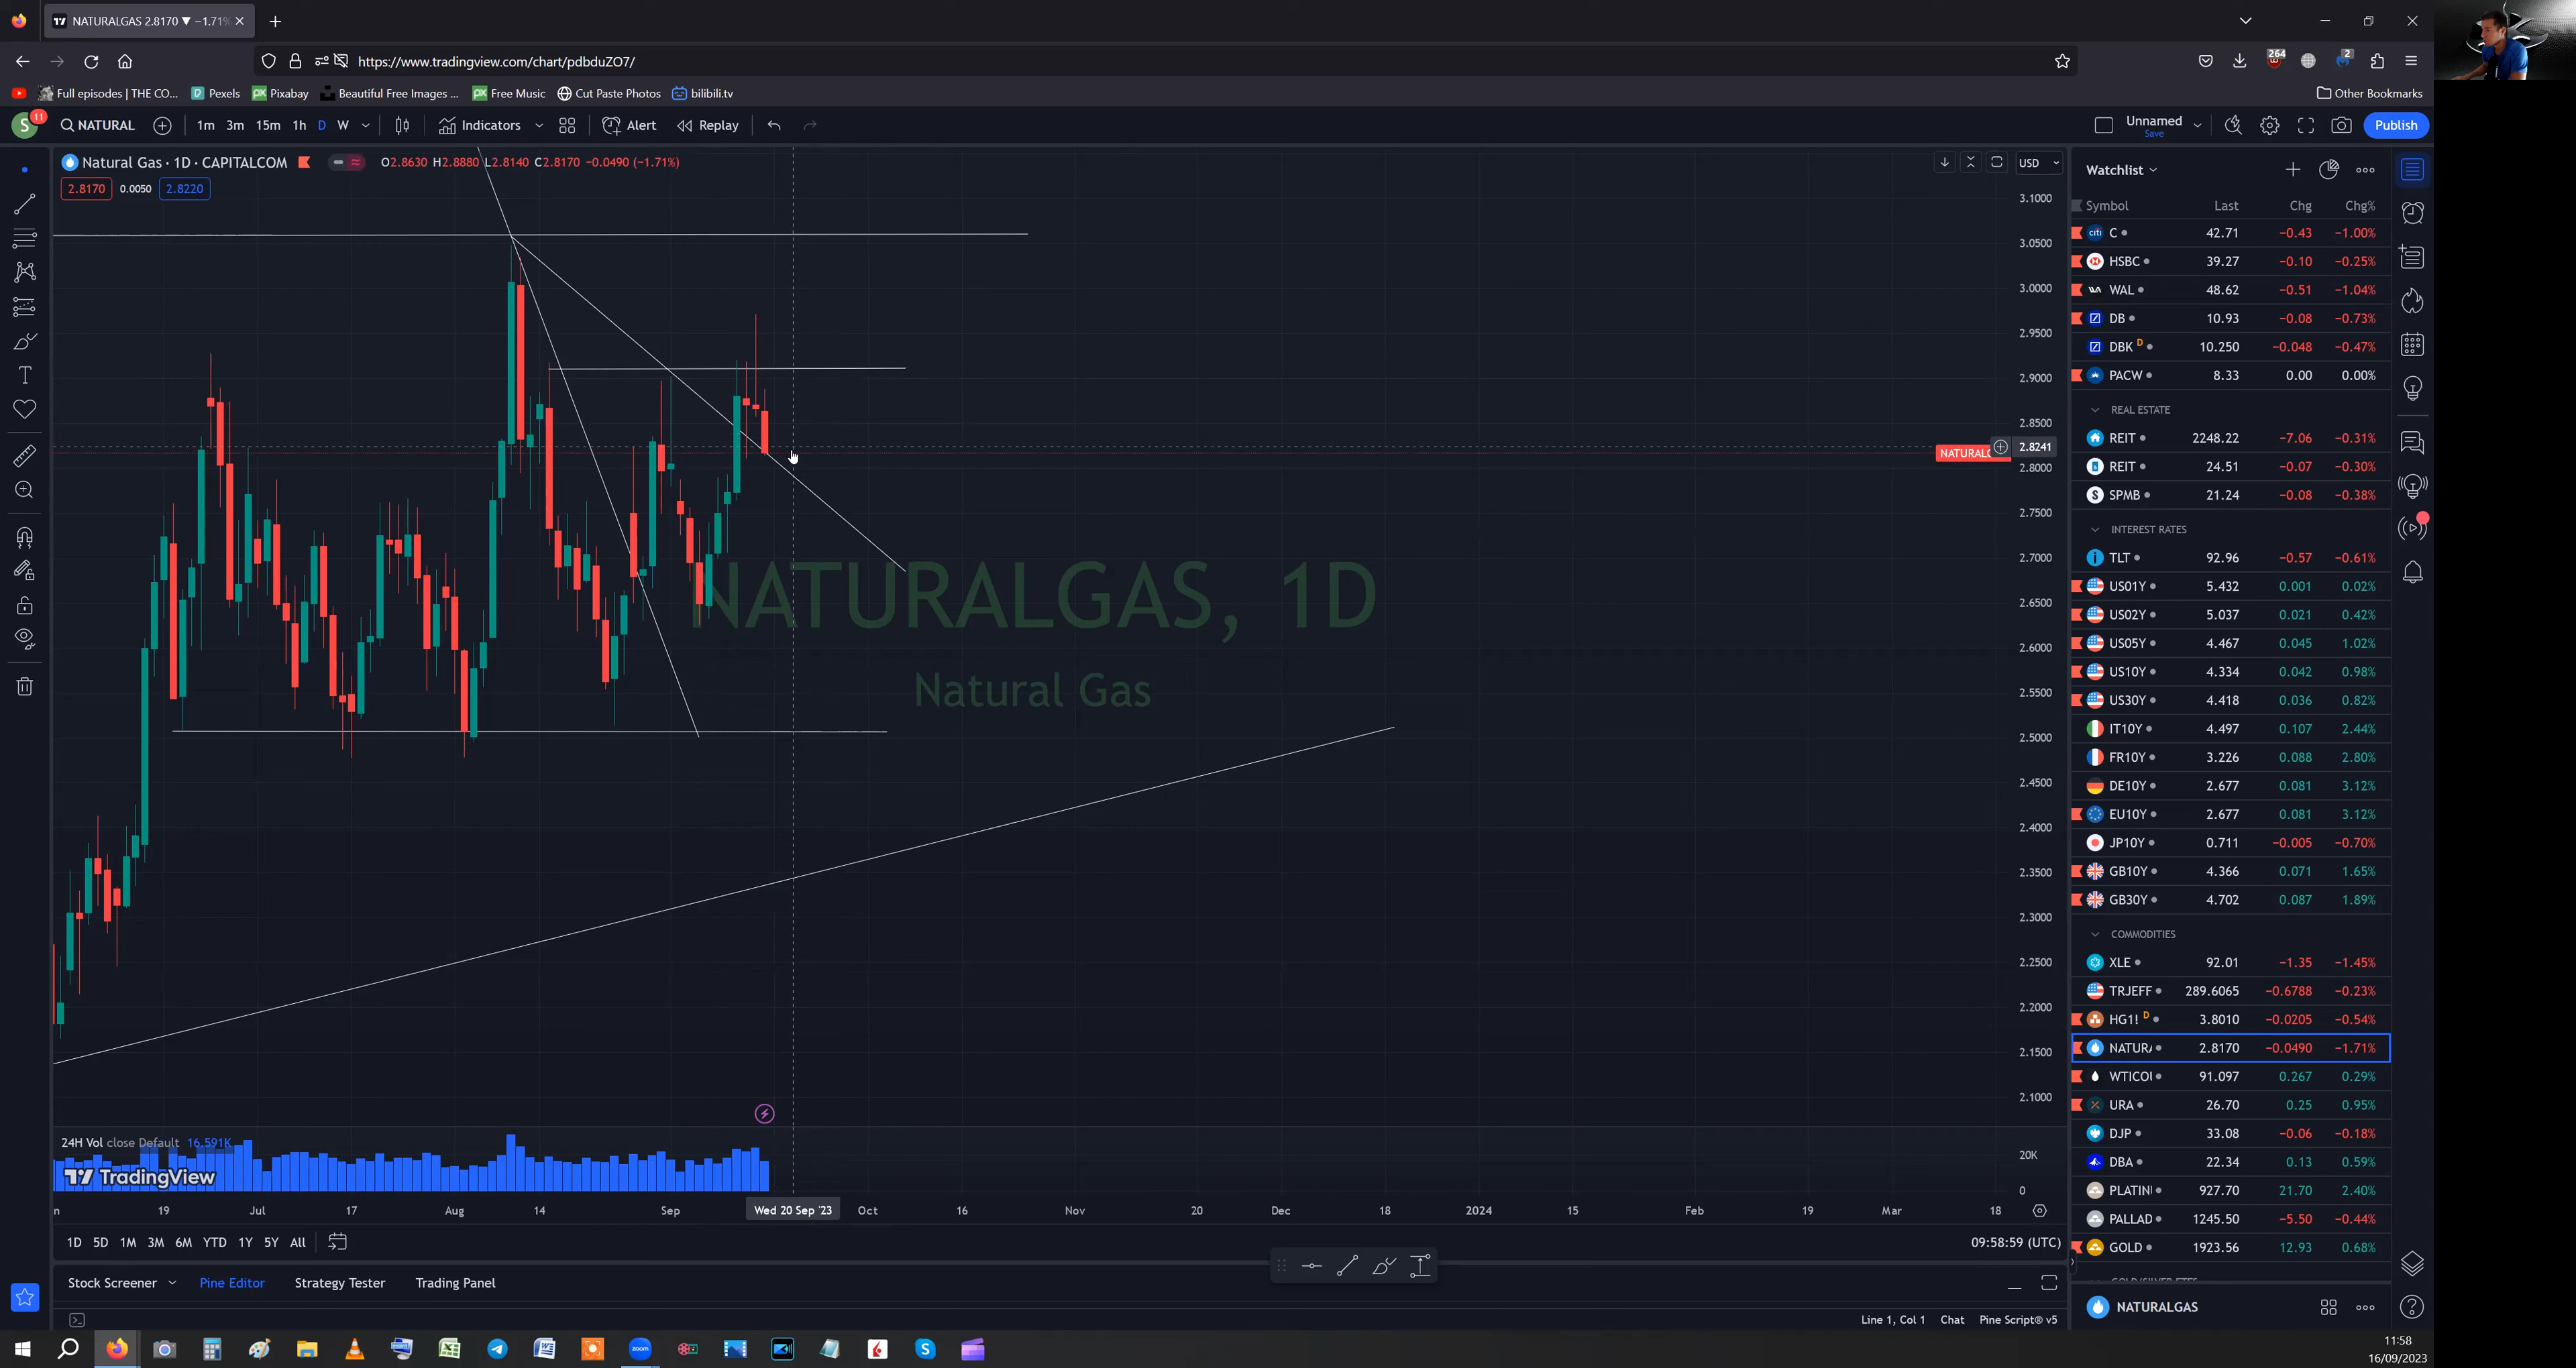 NATURALGAS 2.8170 ▼ −1.71%
https://www.tradingview.com/chart/pdbduZO7/
264
2
Full episodes | THE CO...
Pexels
Pixabay
Beautiful Free Images ...
Free Music
Cut Paste Photos
bilibili.tv
Other Bookmarks
S
11
NATURAL
1m 3m 15m 1h D W
Indicators
Alert
Replay
Unnamed
Save
Publish
Natural Gas · 1D · CAPITALCOM
O2.8630 H2.8880 L2.8140 C2.8170 −0.0490 (−1.71%)
2.8170 0.0050 2.8220
USD
3.1000
3.0500
3.0000
2.9500
2.9000
2.8500
2.8241
2.8000
2.7500
2.7000
2.6500
2.6000
2.5500
2.5000
2.4500
2.4000
2.3500
2.3000
2.2500
2.2000
2.1500
2.1000
NATURALGAS, 1D
Natural Gas
24H Vol close Default 16.591K
TradingView
20K
0
19 Jul 17 Aug 14 Sep Wed 20 Sep '23 Oct 16 Nov 20 Dec 18 2024 15 Feb 19 Mar 18
1D 5D 1M 3M 6M YTD 1Y 5Y All
09:58:59 (UTC)
Stock Screener
Pine Editor
Strategy Tester
Trading Panel
Line 1, Col 1 Chat Pine Script® v5
Watchlist
Symbol Last Chg Chg%
citi C 42.71 −0.43 −1.00%
HSBC 39.27 −0.10 −0.25%
WAL 48.62 −0.51 −1.04%
DB 10.93 −0.08 −0.73%
DBK D 10.250 −0.048 −0.47%
PACW 8.33 0.00 0.00%
REAL ESTATE
REIT 2248.22 −7.06 −0.31%
REIT 24.51 −0.07 −0.30%
S SPMB 21.24 −0.08 −0.38%
INTEREST RATES
TLT 92.96 −0.57 −0.61%
US01Y 5.432 0.001 0.02%
US02Y 5.037 0.021 0.42%
US05Y 4.467 0.045 1.02%
US10Y 4.334 0.042 0.98%
US30Y 4.418 0.036 0.82%
IT10Y 4.497 0.107 2.44%
FR10Y 3.226 0.088 2.80%
DE10Y 2.677 0.081 3.12%
EU10Y 2.677 0.081 3.12%
JP10Y 0.711 −0.005 −0.70%
GB10Y 4.366 0.071 1.65%
GB30Y 4.702 0.087 1.89%
COMMODITIES
XLE 92.01 −1.35 −1.45%
TRJEFF 289.6065 −0.6788 −0.23%
HG1! D 3.8010 −0.0205 −0.54%
NATUR 2.8170 −0.0490 −1.71%
WTICO 91.097 0.267 0.29%
URA 26.70 0.25 0.95%
DJP 33.08 −0.06 −0.18%
DBA 22.34 0.13 0.59%
PLATIN 927.70 21.70 2.40%
PALLAD 1245.50 −5.50 −0.44%
GOLD 1923.56 12.93 0.68%
NATURALGAS
zoom
11:58
16/09/2023